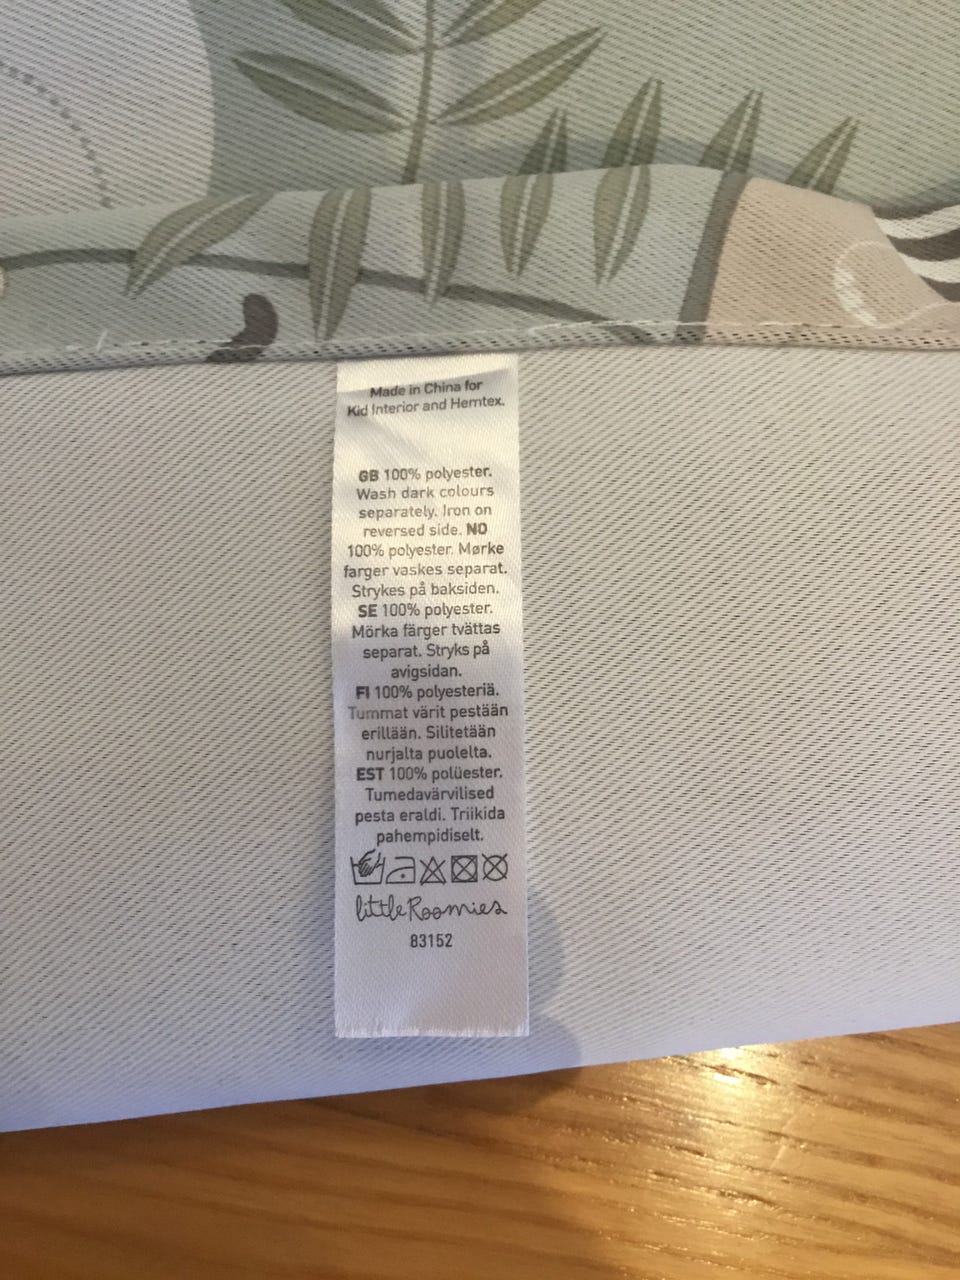 Made in China for
Kid Interior and Hemtex.
GB 100% polyester.
Wash dark colours
separately. Iron on
reversed side. NO
100% polyester. Mørke
farger vaskes separat.
Strykes på baksiden.
SE 100% polyester.
Mörka färger tvättas
separat. Stryks på
avigsidan.
FI 100% polyesteriä.
Tummat värit pestään
erillään. Silitetään
nurjalta puolelta.
EST 100% polüester.
Tumedavärvilised
pesta eraldi. Triikida
pahempidiselt.
little Roomies
83152